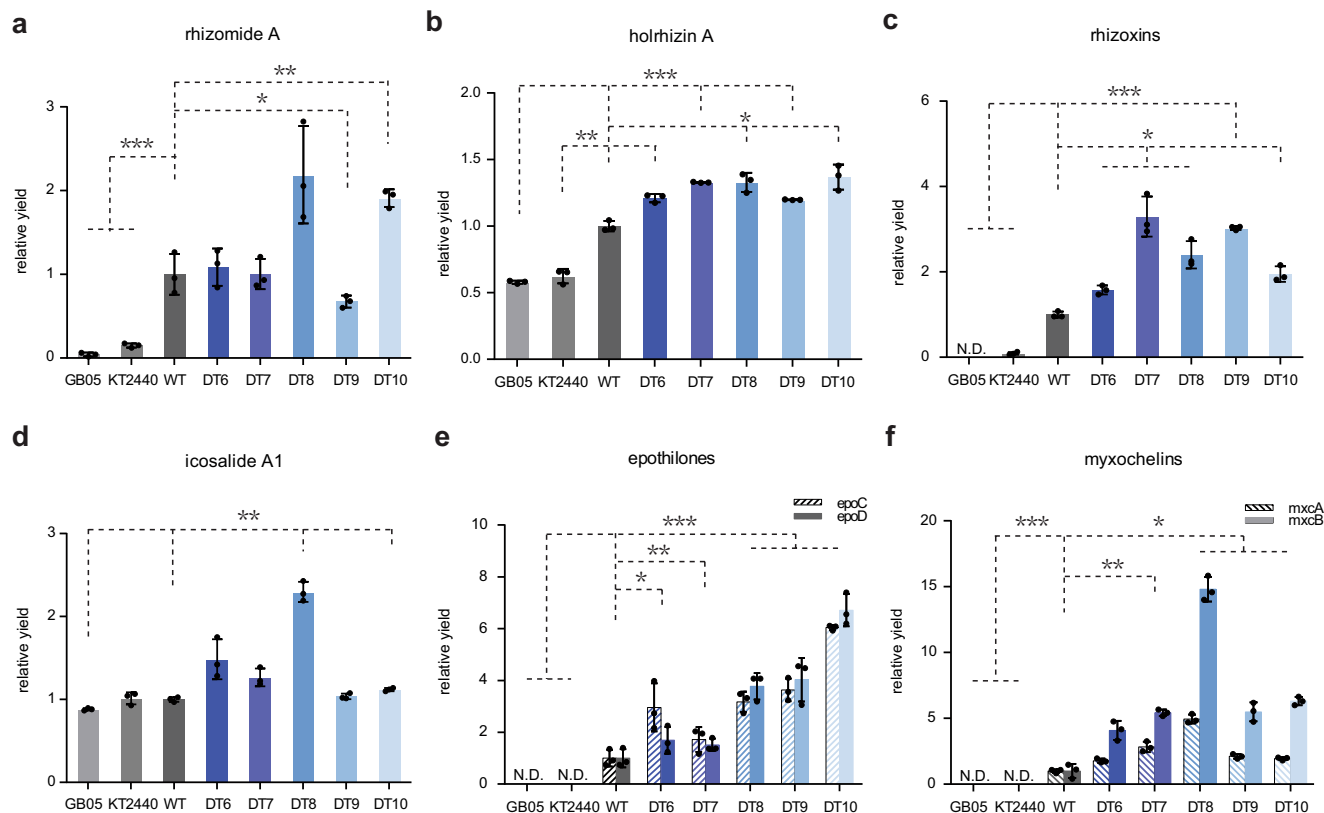 a
rhizomide A
relative yield
3
2
1
0
***
*
**
GB05 KT2440 WT DT6 DT7 DT8 DT9 DT10
b
holrhizin A
relative yield
2.0
1.5
1.0
0.5
0.0
***
**
*
GB05 KT2440 WT DT6 DT7 DT8 DT9 DT10
c
rhizoxins
relative yield
6
4
2
0
***
*
N.D.
GB05 KT2440 WT DT6 DT7 DT8 DT9 DT10
d
icosalide A1
relative yield
3
2
1
0
**
GB05 KT2440 WT DT6 DT7 DT8 DT9 DT10
e
epothilones
epoC
epoD
relative yield
10
8
6
4
2
0
***
**
*
N.D. N.D.
GB05 KT2440 WT DT6 DT7 DT8 DT9 DT10
f
myxochelins
mxcA
mxcB
relative yield
20
15
10
5
0
***
*
**
N.D. N.D.
GB05 KT2440 WT DT6 DT7 DT8 DT9 DT10